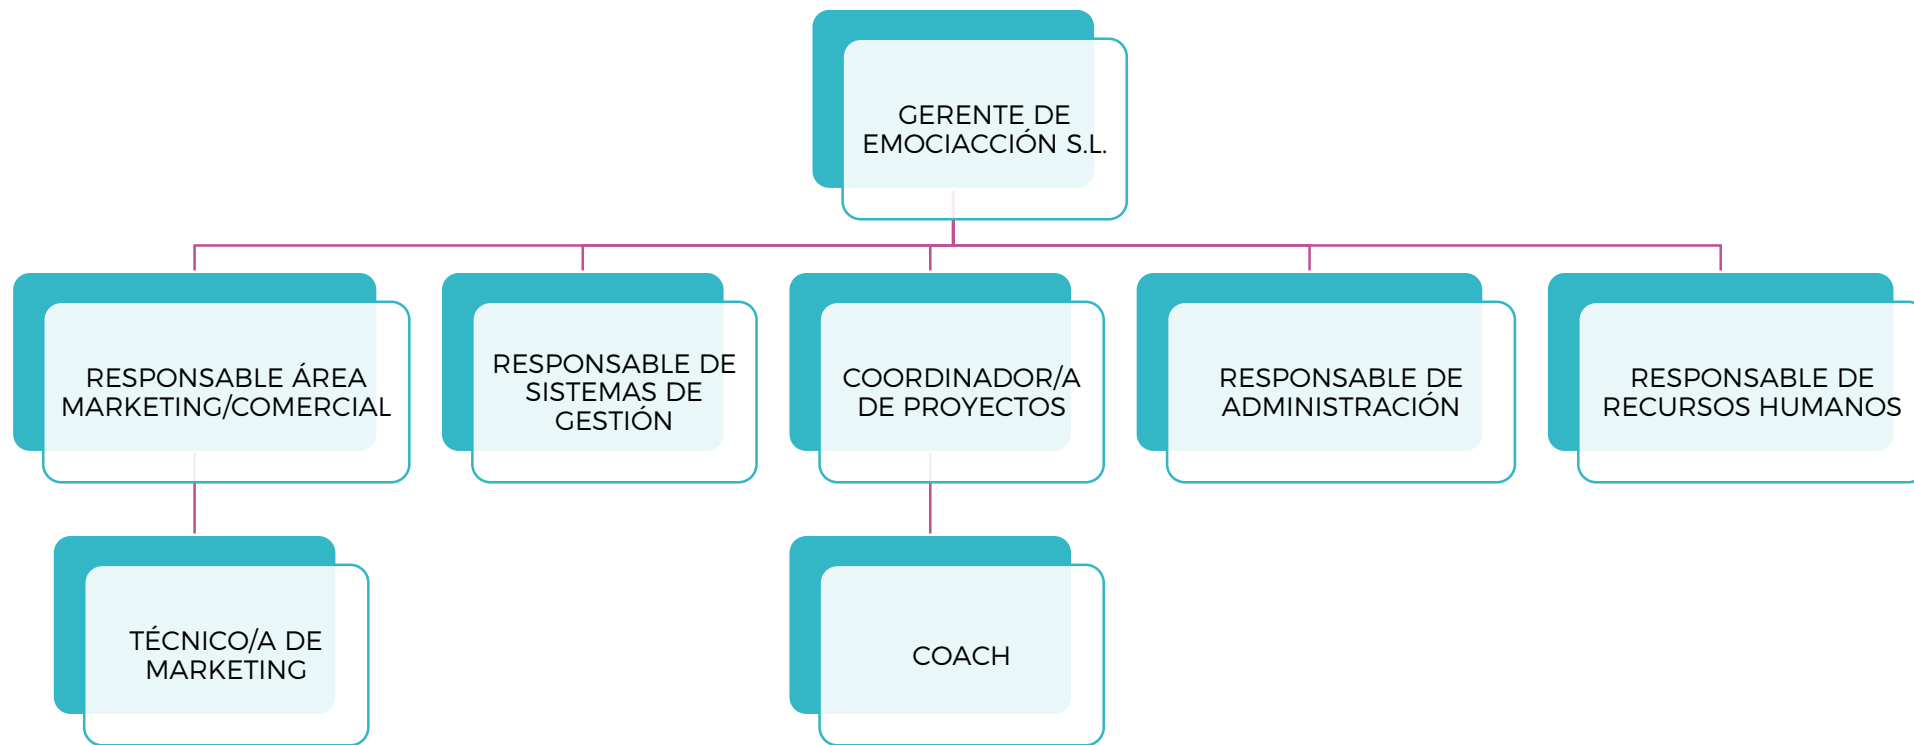 GERENTE DE
EMOCIACCIÓN S.L.
RESPONSABLE ÁREA
MARKETING/COMERCIAL
RESPONSABLE DE
SISTEMAS DE
GESTIÓN
COORDINADOR/A
DE PROYECTOS
RESPONSABLE DE
ADMINISTRACIÓN
RESPONSABLE DE
RECURSOS HUMANOS
TÉCNICO/A DE
MARKETING
COACH